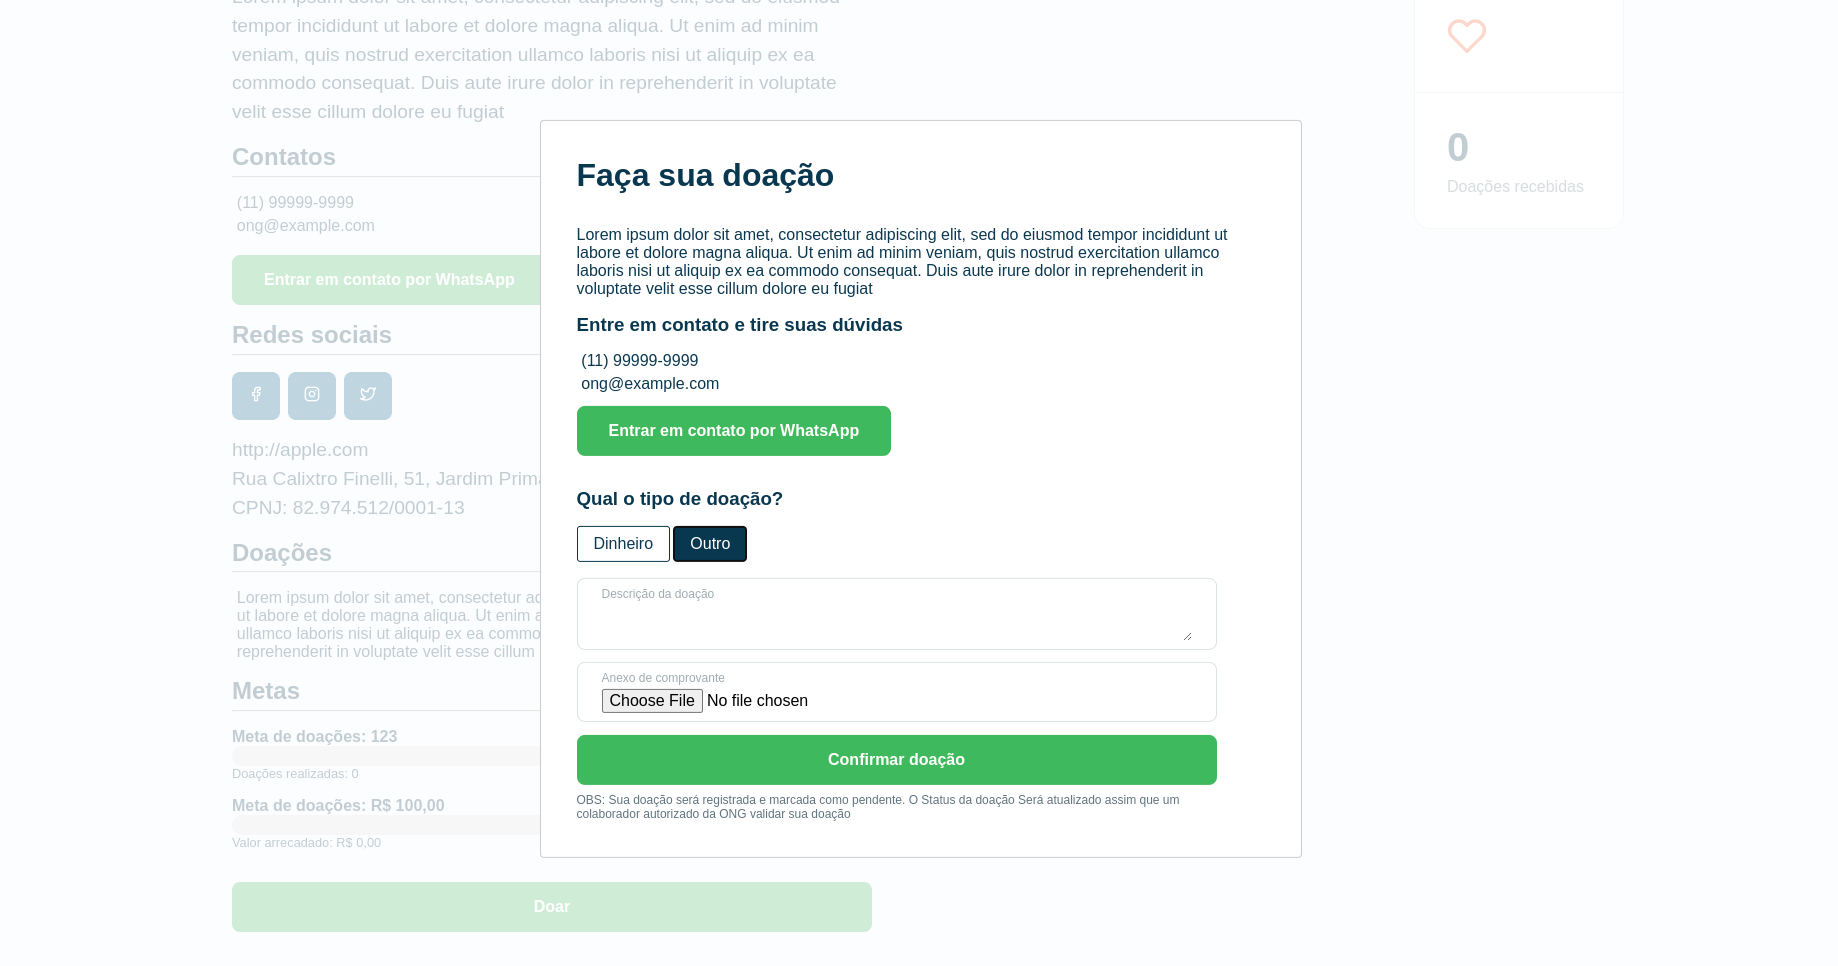 Lorem ipsum dolor sit amet, consectetur adipiscing elit, sed do eiusmod
tempor incididunt ut labore et dolore magna aliqua. Ut enim ad minim
veniam, quis nostrud exercitation ullamco laboris nisi ut aliquip ex ea
commodo consequat. Duis aute irure dolor in reprehenderit in voluptate
velit esse cillum dolore eu fugiat
Contatos
(11) 99999-9999
ong@example.com
Entrar em contato por WhatsApp
Redes sociais
http://apple.com
Rua Calixtro Finelli, 51, Jardim Prima
CPNJ: 82.974.512/0001-13
Doações
Lorem ipsum dolor sit amet, consectetur ad
ut labore et dolore magna aliqua. Ut enim a
ullamco laboris nisi ut aliquip ex ea commo
reprehenderit in voluptate velit esse cillum
Metas
Meta de doações: 123
Doações realizadas: 0
Meta de doações: R$ 100,00
Valor arrecadado: R$ 0,00
Doar
Faça sua doação
Lorem ipsum dolor sit amet, consectetur adipiscing elit, sed do eiusmod tempor incididunt ut
labore et dolore magna aliqua. Ut enim ad minim veniam, quis nostrud exercitation ullamco
laboris nisi ut aliquip ex ea commodo consequat. Duis aute irure dolor in reprehenderit in
voluptate velit esse cillum dolore eu fugiat
Entre em contato e tire suas dúvidas
(11) 99999-9999
ong@example.com
Entrar em contato por WhatsApp
Qual o tipo de doação?
Dinheiro Outro
Descrição da doação
Anexo de comprovante
Choose File No file chosen
Confirmar doação
OBS: Sua doação será registrada e marcada como pendente. O Status da doação Será atualizado assim que um
colaborador autorizado da ONG validar sua doação
0
Doações recebidas